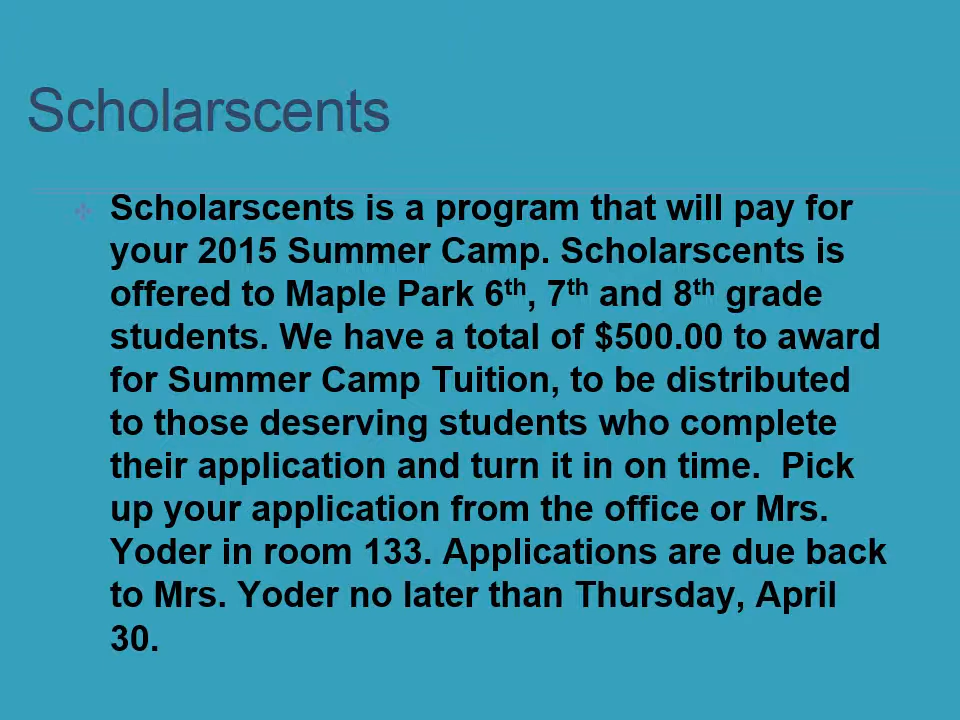 Scholarscents
Scholarscents is a program that will pay for
your 2015 Summer Camp. Scholarscents is
offered to Maple Park 6th, 7th and 8th grade
students. We have a total of $500.00 to award
for Summer Camp Tuition, to be distributed
to those deserving students who complete
their application and turn it in on time.  Pick
up your application from the office or Mrs.
Yoder in room 133. Applications are due back
to Mrs. Yoder no later than Thursday, April
30.